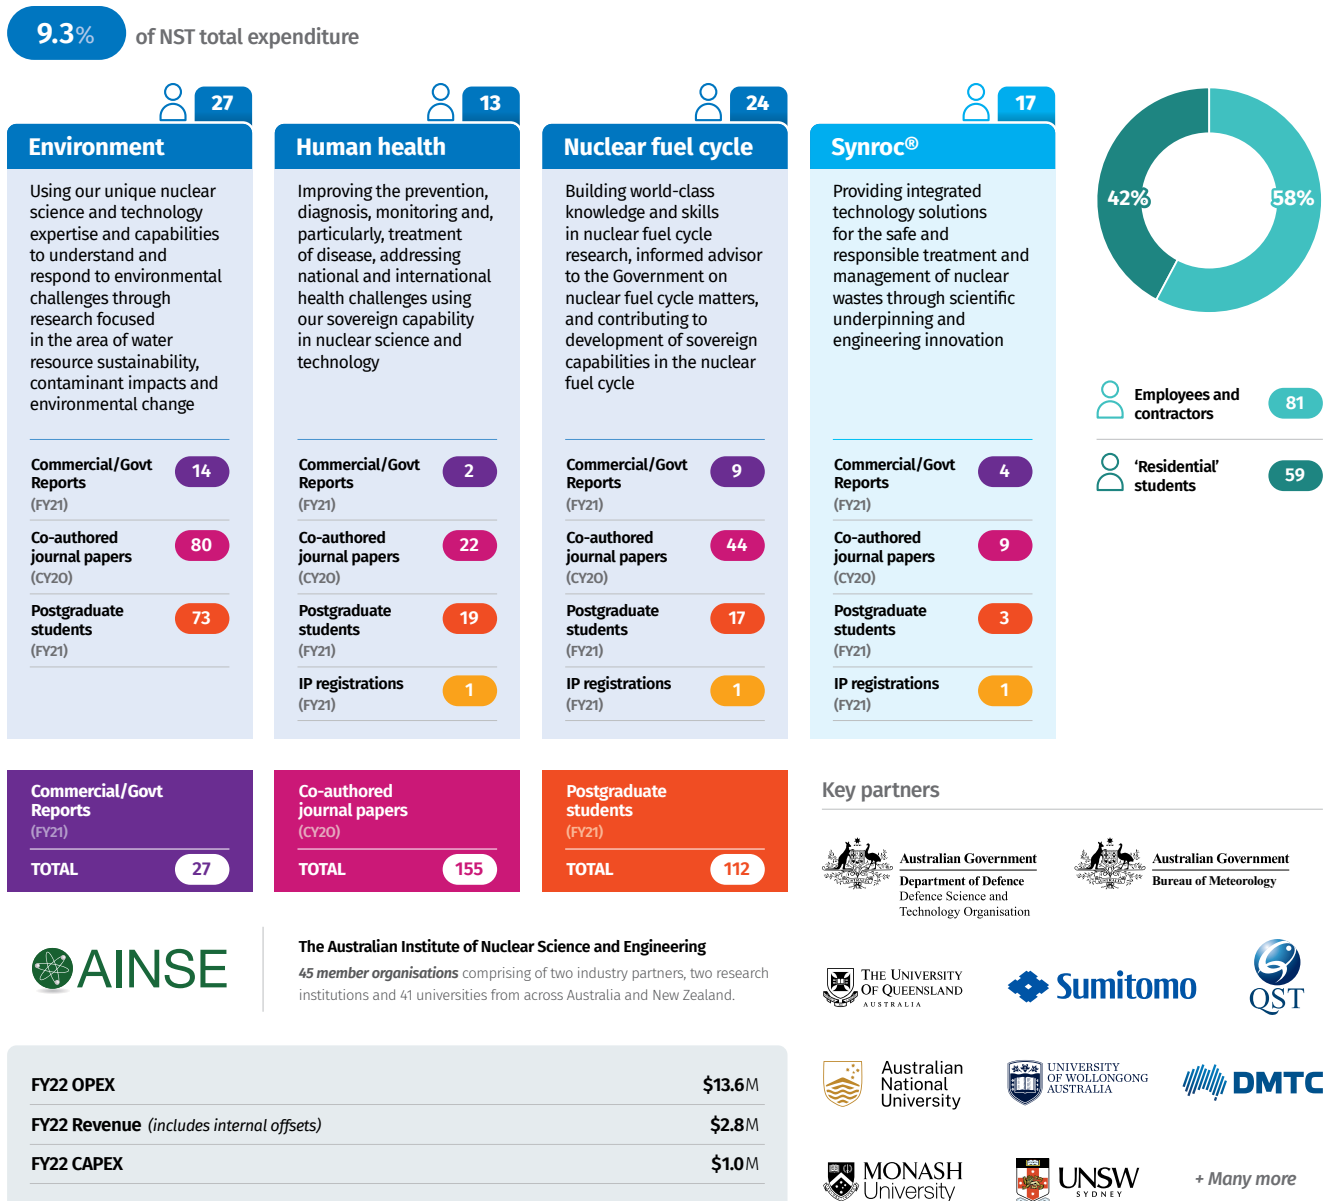 9.3% of NST total expenditure
27
Environment
Using our unique nuclear
science and technology
expertise and capabilities
to understand and
respond to environmental
challenges through
research focused
in the area of water
resource sustainability,
contaminant impacts and
environmental change
Commercial/Govt
Reports
(FY21)
14
Co-authored
journal papers
(CY20)
80
Postgraduate
students
(FY21)
73
13
Human health
Improving the prevention,
diagnosis, monitoring and,
particularly, treatment
of disease, addressing
national and international
health challenges using
our sovereign capability
in nuclear science and
technology
Commercial/Govt
Reports
(FY21)
2
Co-authored
journal papers
(CY20)
22
Postgraduate
students
(FY21)
19
IP registrations
(FY21)
1
24
Nuclear fuel cycle
Building world-class
knowledge and skills
in nuclear fuel cycle
research, informed advisor
to the Government on
nuclear fuel cycle matters,
and contributing to
development of sovereign
capabilities in the nuclear
fuel cycle
Commercial/Govt
Reports
(FY21)
9
Co-authored
journal papers
(CY20)
44
Postgraduate
students
(FY21)
17
IP registrations
(FY21)
1
17
Synroc®
Providing integrated
technology solutions
for the safe and
responsible treatment and
management of nuclear
wastes through scientific
underpinning and
engineering innovation
Commercial/Govt
Reports
(FY21)
4
Co-authored
journal papers
(CY20)
9
Postgraduate
students
(FY21)
3
IP registrations
(FY21)
1
42%
58%
Employees and
contractors
81
'Residential'
students
59
Commercial/Govt
Reports
(FY21)
TOTAL 27
Co-authored
journal papers
(CY20)
TOTAL 155
Postgraduate
students
(FY21)
TOTAL 112
AINSE
The Australian Institute of Nuclear Science and Engineering
45 member organisations comprising of two industry partners, two research
institutions and 41 universities from across Australia and New Zealand.
FY22 OPEX $13.6M
FY22 Revenue (includes internal offsets) $2.8M
FY22 CAPEX $1.0M
Key partners
Australian Government
Department of Defence
Defence Science and
Technology Organisation
Australian Government
Bureau of Meteorology
THE UNIVERSITY
OF QUEENSLAND
AUSTRALIA
Sumitomo
QST
Australian
National
University
UNIVERSITY
OF WOLLONGONG
AUSTRALIA
DMTC
MONASH
University
UNSW
SYDNEY
+ Many more